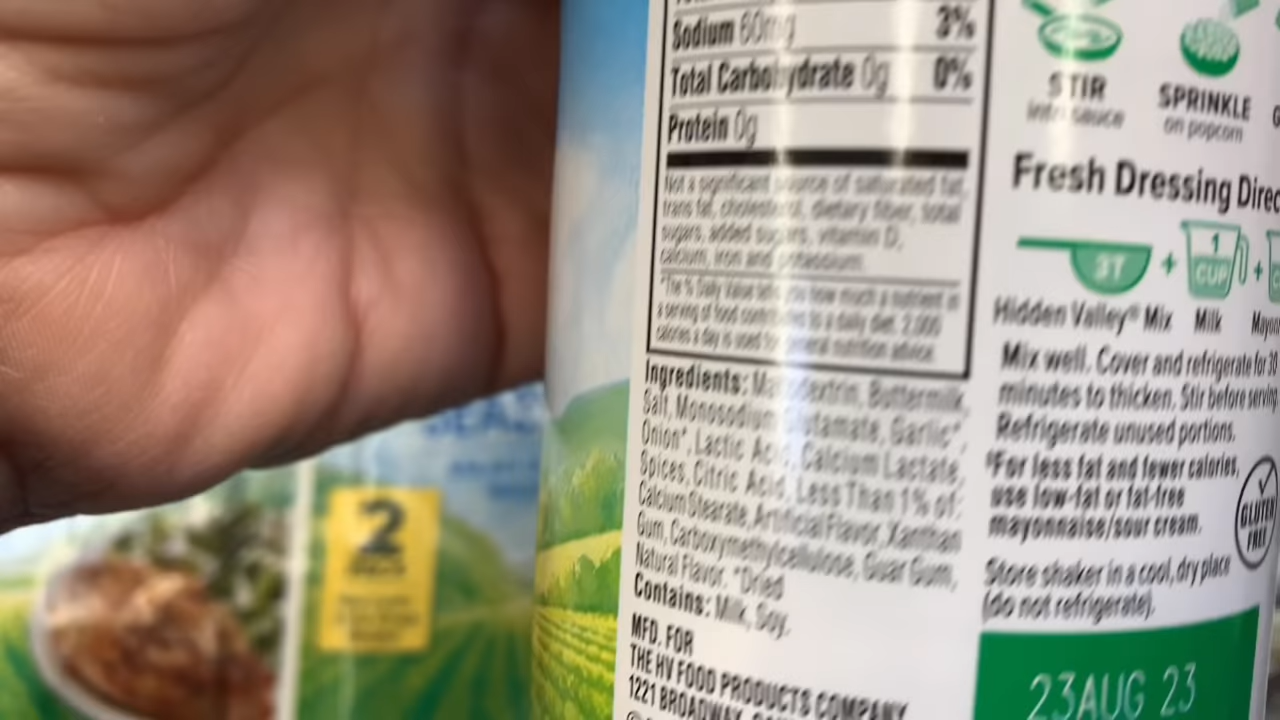 Sodium 60mg 3%
Total Carbohydrate 0g 0%
Protein 0g
Not a significant source of saturated fat,
trans fat, cholesterol, dietary fiber, total
sugars, added sugars, vitamin D,
calcium, iron and potassium.
*The % Daily Value tells you how much a nutrient in
a serving of food contributes to a daily diet. 2,000
calories a day is used for general nutrition advice.
Ingredients: Maltodextrin, Buttermilk,
Salt, Monosodium Glutamate, Garlic*,
Onion*, Lactic Acid, Calcium Lactate,
Spices, Citric Acid, Less Than 1% of:
Calcium Stearate, Artificial Flavor, Xanthan
Gum, Carboxymethylcellulose, Guar Gum,
Natural Flavor. *Dried
Contains: Milk, Soy.
MFD. FOR
THE HV FOOD PRODUCTS COMPANY
1221 BROADWAY,
STIR
into sauce
SPRINKLE
on popcorn
Fresh Dressing Direc
3T + 1 CUP +
Hidden Valley® Mix Milk Mayon
Mix well. Cover and refrigerate for 30
minutes to thicken. Stir before serving.
Refrigerate unused portions.
*For less fat and fewer calories,
use low-fat or fat-free
mayonnaise/sour cream.
GLUTEN
FREE
Store shaker in a cool, dry place
(do not refrigerate).
23AUG 23
2